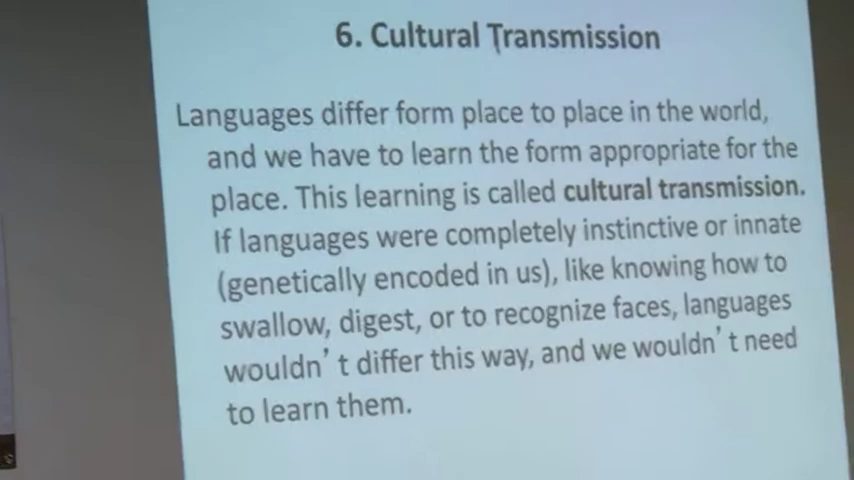 6. Cultural Transmission
Languages differ form place to place in the world,
and we have to learn the form appropriate for the
place. This learning is called cultural transmission.
If languages were completely instinctive or innate
(genetically encoded in us), like knowing how to
swallow, digest, or to recognize faces, languages
wouldn’ t differ this way, and we wouldn’ t need
to learn them.